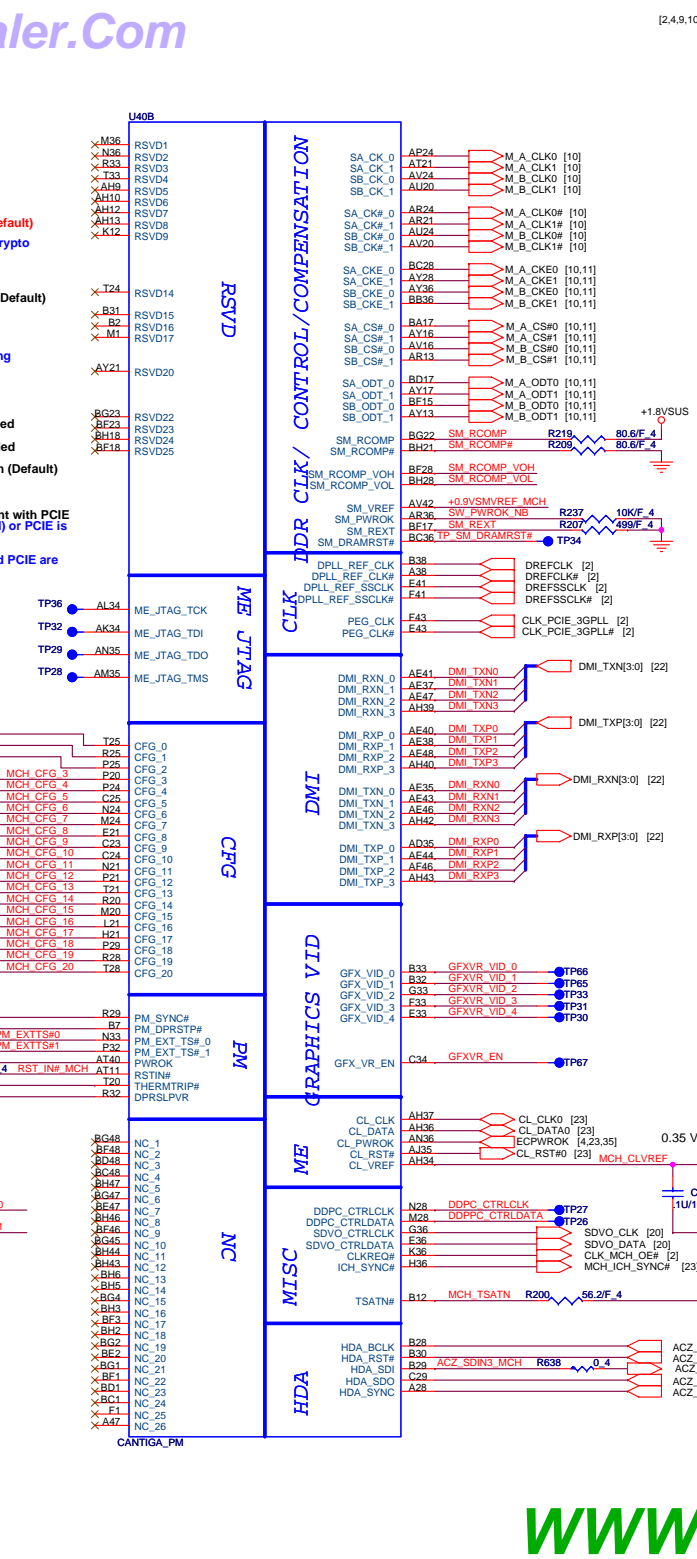 aler.Com
[2,4,9,10
U40B
M36 RSVD1
N36 RSVD2
R33 RSVD3
T33 RSVD4
AH9 RSVD5
AH10 RSVD6
AH12 RSVD7
AH13 RSVD8
K12 RSVD9
T24 RSVD14
B31 RSVD15
B2 RSVD16
M1 RSVD17
AY21 RSVD20
BG23 RSVD22
BF23 RSVD23
BH18 RSVD24
BF18 RSVD25
RSVD
efault)
rypto
Default)
ng
ed
led
n (Default)
nt with PCIE
) or PCIE is
d PCIE are
DDR CLK/ CONTROL/COMPENSATION
SA_CK_0 AP24 M_A_CLK0 [10]
SA_CK_1 AT21 M_A_CLK1 [10]
SB_CK_0 AV24 M_B_CLK0 [10]
SB_CK_1 AU20 M_B_CLK1 [10]
SA_CK#_0 AR24 M_A_CLK0# [10]
SA_CK#_1 AR21 M_A_CLK1# [10]
SB_CK#_0 AU24 M_B_CLK0# [10]
SB_CK#_1 AV20 M_B_CLK1# [10]
SA_CKE_0 BC28 M_A_CKE0 [10,11]
SA_CKE_1 AY28 M_A_CKE1 [10,11]
SB_CKE_0 AY36 M_B_CKE0 [10,11]
SB_CKE_1 BB36 M_B_CKE1 [10,11]
SA_CS#_0 BA17 M_A_CS#0 [10,11]
SA_CS#_1 AY16 M_A_CS#1 [10,11]
SB_CS#_0 AV16 M_B_CS#0 [10,11]
SB_CS#_1 AR13 M_B_CS#1 [10,11]
SA_ODT_0 BD17 M_A_ODT0 [10,11]
SA_ODT_1 AY17 M_A_ODT1 [10,11]
SB_ODT_0 BF15 M_B_ODT0 [10,11]
SB_ODT_1 AY13 M_B_ODT1 [10,11]
+1.8VSUS
SM_RCOMP BG22 SM_RCOMP R219 80.6/F_4
SM_RCOMP# BH21 SM_RCOMP# R209 80.6/F_4
SM_RCOMP_VOH BF28 SM_RCOMP_VOH
SM_RCOMP_VOL BH28 SM_RCOMP_VOL
SM_VREF AV42 +0.9VSMVREF_MCH
SM_PWROK AR36 SW_PWROK_NB R237 10K/F_4
SM_REXT BF17 SM_REXT R207 499/F_4
SM_DRAMRST# BC36 TP_SM_DRAMRST# TP34
CLK
DPLL_REF_CLK B38 DREFCLK [2]
DPLL_REF_CLK# A38 DREFCLK# [2]
DPLL_REF_SSCLK E41 DREFSSCLK [2]
DPLL_REF_SSCLK# F41 DREFSSCLK# [2]
PEG_CLK F43 CLK_PCIE_3GPLL [2]
PEG_CLK# E43 CLK_PCIE_3GPLL# [2]
ME JTAG
TP36 AL34 ME_JTAG_TCK
TP32 AK34 ME_JTAG_TDI
TP29 AN35 ME_JTAG_TDO
TP28 AM35 ME_JTAG_TMS
DMI
DMI_RXN_0 AE41 DMI_TXN0
DMI_RXN_1 AE37 DMI_TXN1
DMI_RXN_2 AE47 DMI_TXN2
DMI_RXN_3 AH39 DMI_TXN3
DMI_TXN[3:0] [22]
DMI_RXP_0 AE40 DMI_TXP0
DMI_RXP_1 AE38 DMI_TXP1
DMI_RXP_2 AE48 DMI_TXP2
DMI_RXP_3 AH40 DMI_TXP3
DMI_TXP[3:0] [22]
DMI_TXN_0 AE35 DMI_RXN0
DMI_TXN_1 AE43 DMI_RXN1
DMI_TXN_2 AE46 DMI_RXN2
DMI_TXN_3 AH42 DMI_RXN3
DMI_RXN[3:0] [22]
DMI_TXP_0 AD35 DMI_RXP0
DMI_TXP_1 AE44 DMI_RXP1
DMI_TXP_2 AF46 DMI_RXP2
DMI_TXP_3 AH43 DMI_RXP3
DMI_RXP[3:0] [22]
CFG
T25 CFG_0
R25 CFG_1
P25 CFG_2
MCH_CFG_3 P20 CFG_3
MCH_CFG_4 P24 CFG_4
MCH_CFG_5 C25 CFG_5
MCH_CFG_6 N24 CFG_6
MCH_CFG_7 M24 CFG_7
MCH_CFG_8 E21 CFG_8
MCH_CFG_9 C23 CFG_9
MCH_CFG_10 C24 CFG_10
MCH_CFG_11 N21 CFG_11
MCH_CFG_12 P21 CFG_12
MCH_CFG_13 T21 CFG_13
MCH_CFG_14 R20 CFG_14
MCH_CFG_15 M20 CFG_15
MCH_CFG_16 L21 CFG_16
MCH_CFG_17 H21 CFG_17
MCH_CFG_18 P29 CFG_18
MCH_CFG_19 R28 CFG_19
MCH_CFG_20 T28 CFG_20
GRAPHICS VID
GFX_VID_0 B33 GFXVR_VID_0 TP66
GFX_VID_1 B32 GFXVR_VID_1 TP65
GFX_VID_2 G33 GFXVR_VID_2 TP33
GFX_VID_3 F33 GFXVR_VID_3 TP31
GFX_VID_4 E33 GFXVR_VID_4 TP30
GFX_VR_EN C34 GFXVR_EN TP67
PM
R29 PM_SYNC#
B7 PM_DPRSTP#
PM_EXTTS#0 N33 PM_EXT_TS#_0
PM_EXTTS#1 P32 PM_EXT_TS#_1
AT40 PWROK
4 RST_IN#_MCH AT11 RSTIN#
T20 THERMTRIP#
R32 DPRSLPVR
ME
CL_CLK AH37 CL_CLK0 [23]
CL_DATA AH36 CL_DATA0 [23]
CL_PWROK AN36 ECPWROK [4,23,35]
CL_RST# AJ35 CL_RST#0 [23]
CL_VREF AH34 MCH_CLVREF
0.35 V
C
.1U/1
NC
BG48 NC_1
BF48 NC_2
BD48 NC_3
BC48 NC_4
BH47 NC_5
BG47 NC_6
BE47 NC_7
BH46 NC_8
BF46 NC_9
BG45 NC_10
BH44 NC_11
BH43 NC_12
BH6 NC_13
BH5 NC_14
BG4 NC_15
BH3 NC_16
BF3 NC_17
BH2 NC_18
BG2 NC_19
BE2 NC_20
BG1 NC_21
BF1 NC_22
BD1 NC_23
BC1 NC_24
F1 NC_25
A47 NC_26
MISC
DDPC_CTRLCLK N28 DDPC_CTRLCLK TP27
DDPC_CTRLDATA M28 DDPPC_CTRLDATA TP26
SDVO_CTRLCLK G36 SDVO_CLK [20]
SDVO_CTRLDATA E36 SDVO_DATA [20]
CLKREQ# K36 CLK_MCH_OE# [2]
ICH_SYNC# H36 MCH_ICH_SYNC# [23]
TSATN# B12 MCH_TSATN R200 56.2/F_4
HDA
HDA_BCLK B28 ACZ_
HDA_RST# B30 ACZ_
HDA_SDI B29 ACZ_SDIN3_MCH R638 0_4 ACZ_
HDA_SDO C29 ACZ_
HDA_SYNC A28 ACZ_
CANTIGA_PM
WWW